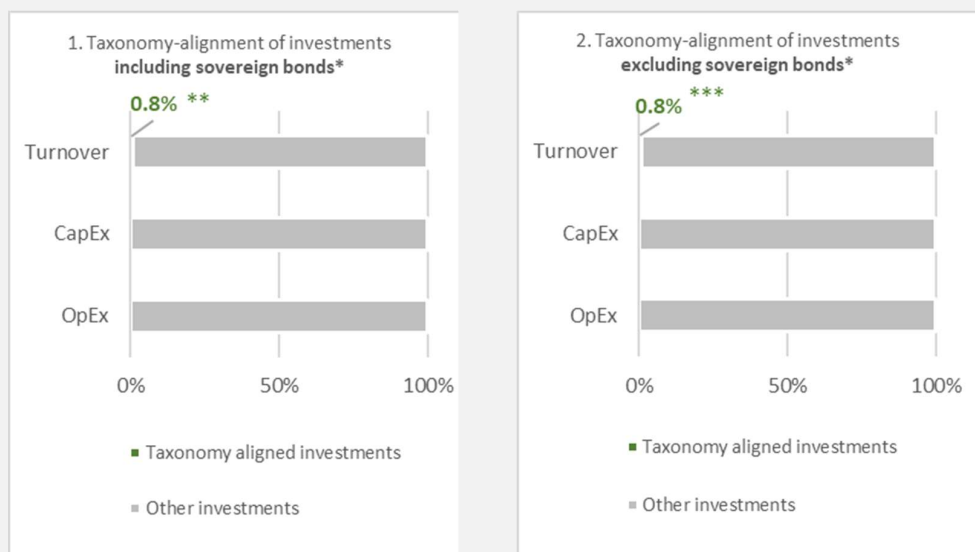 1. Taxonomy-alignment of investments
including sovereign bonds*
0.8% **
Turnover
CapEx
OpEx
0% 50% 100%
Taxonomy aligned investments
Other investments
2. Taxonomy-alignment of investments
excluding sovereign bonds*
0.8% ***
Turnover
CapEx
OpEx
0% 50% 100%
Taxonomy aligned investments
Other investments